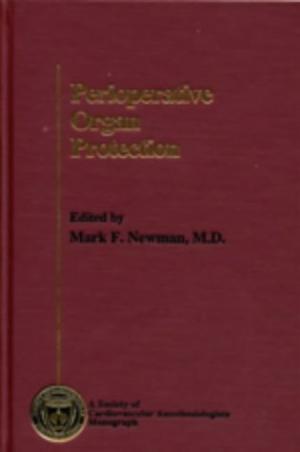 Perioperative
Organ
Protection
Edited by
Mark F. Newman, M.D.
A Society of
Cardiovascular Anesthesiologists
Monograph